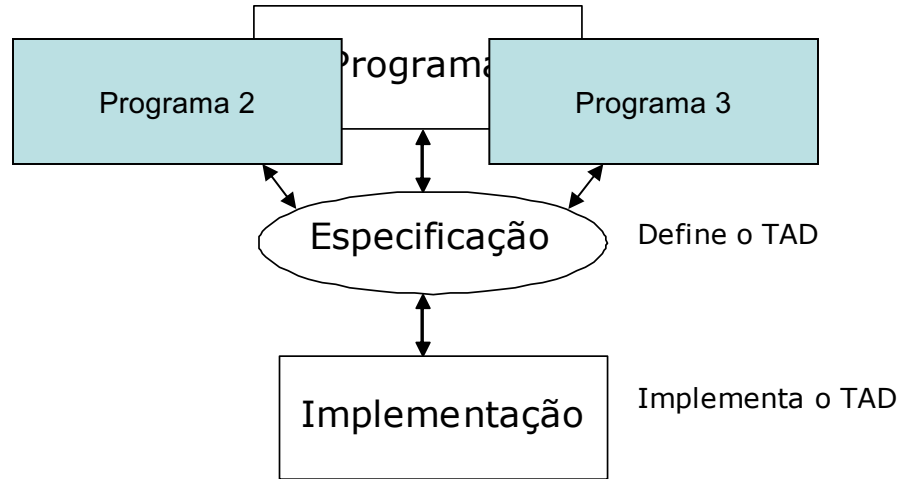 Programa
Programa 2
Programa 3
Especificação
Define o TAD
Implementação
Implementa o TAD